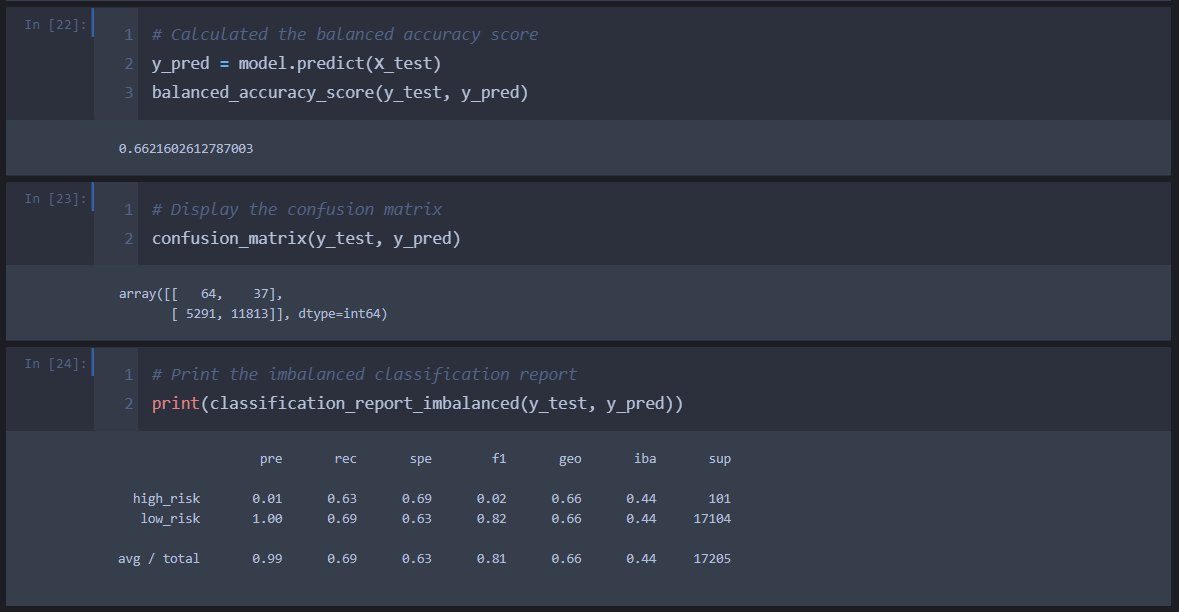 In [22]:
1 # Calculated the balanced accuracy score
2 y_pred = model.predict(X_test)
3 balanced_accuracy_score(y_test, y_pred)
0.6621602612787003
In [23]:
1 # Display the confusion matrix
2 confusion_matrix(y_test, y_pred)
array([[   64,    37],
       [ 5291, 11813]], dtype=int64)
In [24]:
1 # Print the imbalanced classification report
2 print(classification_report_imbalanced(y_test, y_pred))
pre rec spe f1 geo iba sup
high_risk 0.01 0.63 0.69 0.02 0.66 0.44 101
low_risk 1.00 0.69 0.63 0.82 0.66 0.44 17104
avg / total 0.99 0.69 0.63 0.81 0.66 0.44 17205